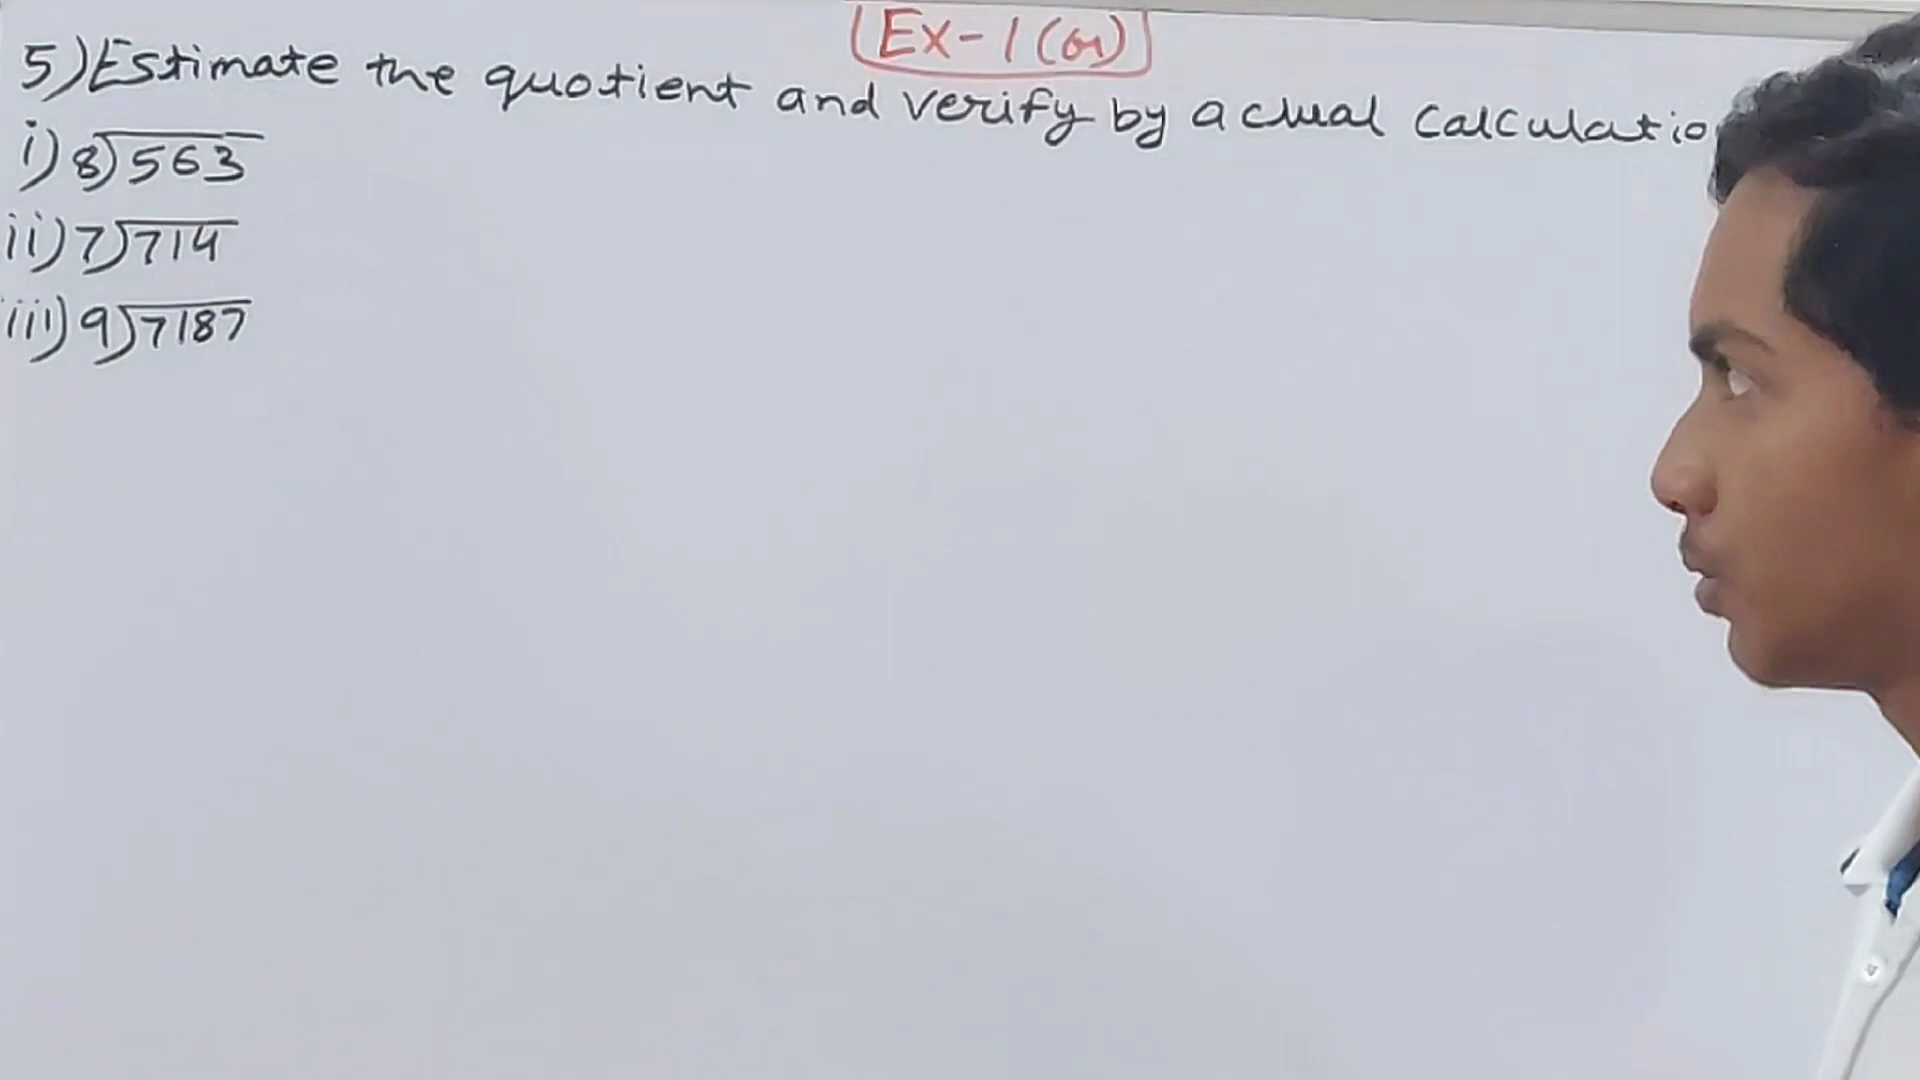 Ex-1(on)
5) Estimate the quotient and verify by actual calculatio
i) 8)563
ii) 7)714
iii) 9)7187